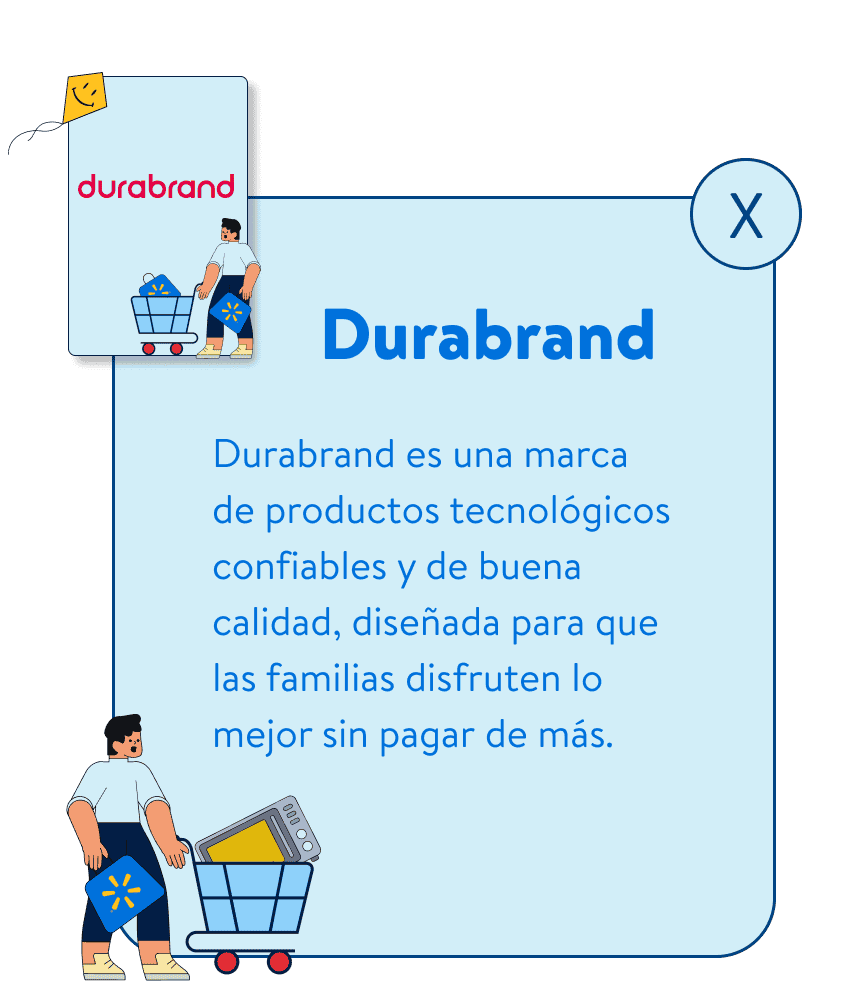 durabrand
X
Durabrand
Durabrand es una marca
de productos tecnológicos
confiables y de buena
calidad, diseñada para que
las familias disfruten lo
mejor sin pagar de más.